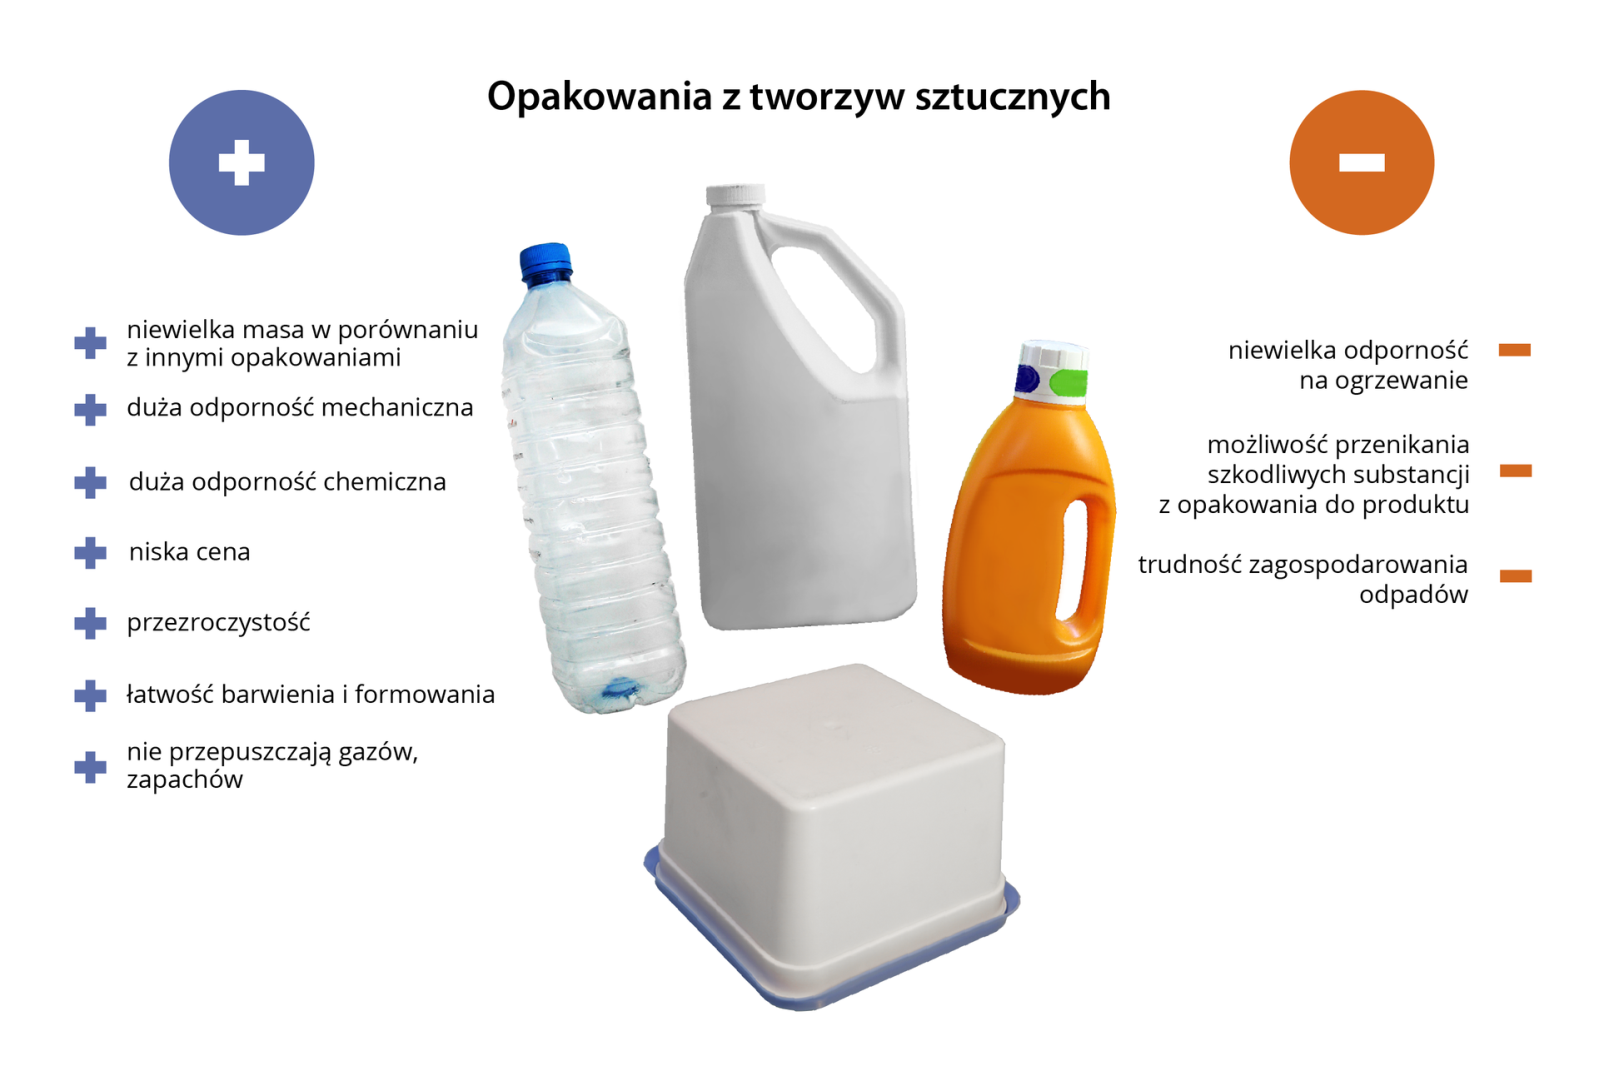 Opakowania z tworzyw sztucznych
niewielka masa w porównaniu
z innymi opakowaniami
duża odporność mechaniczna
duża odporność chemiczna
niska cena
przezroczystość
łatwość barwienia i formowania
nie przepuszczają gazów,
zapachów
niewielka odporność
na ogrzewanie
możliwość przenikania
szkodliwych substancji
z opakowania do produktu
trudność zagospodarowania
odpadów